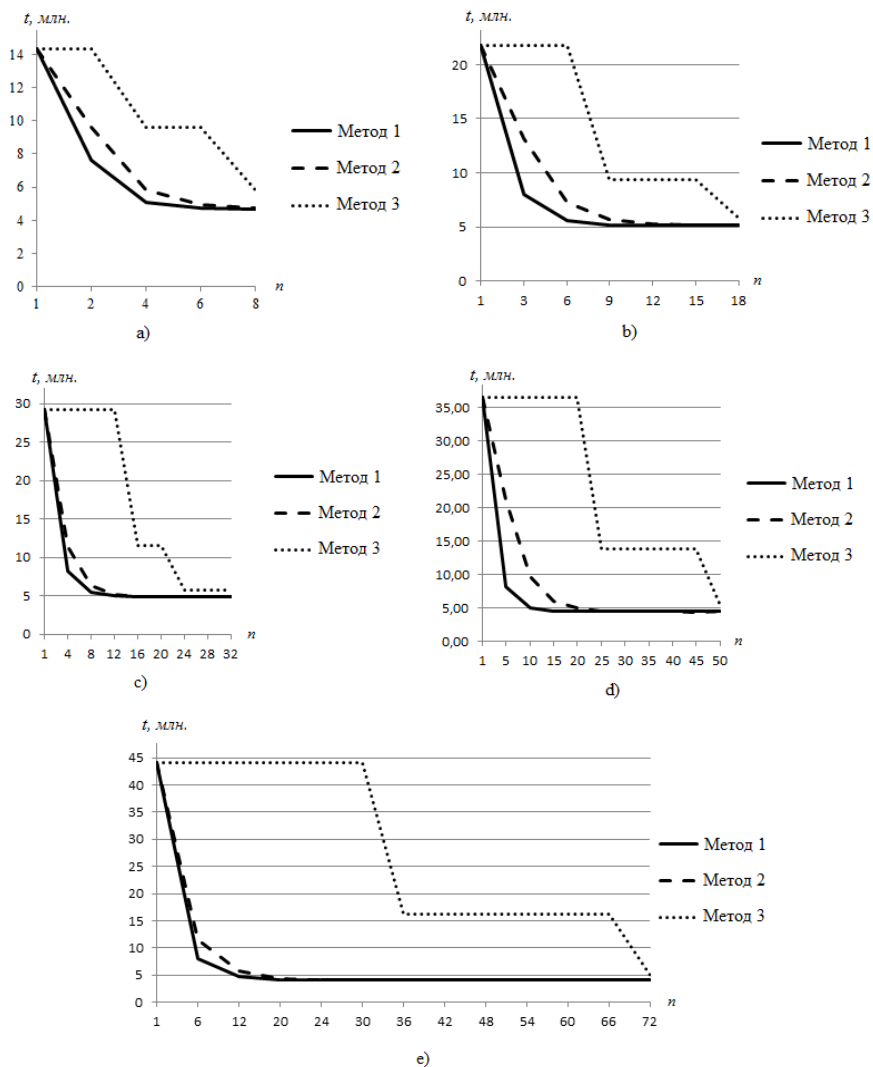 t, млн.
14
12
10
8
6
4
2
0
1 2 4 6 8
n
Метод 1
Метод 2
Метод 3
a)
t, млн.
20
15
10
5
0
1 3 6 9 12 15 18
n
Метод 1
Метод 2
Метод 3
b)
t, млн.
30
25
20
15
10
5
0
1 4 8 12 16 20 24 28 32
n
Метод 1
Метод 2
Метод 3
c)
t, млн.
35,00
30,00
25,00
20,00
15,00
10,00
5,00
0,00
1 5 10 15 20 25 30 35 40 45 50
n
Метод 1
Метод 2
Метод 3
d)
t, млн.
45
40
35
30
25
20
15
10
5
0
1 6 12 20 24 30 36 42 48 54 60 66 72
n
Метод 1
Метод 2
Метод 3
e)